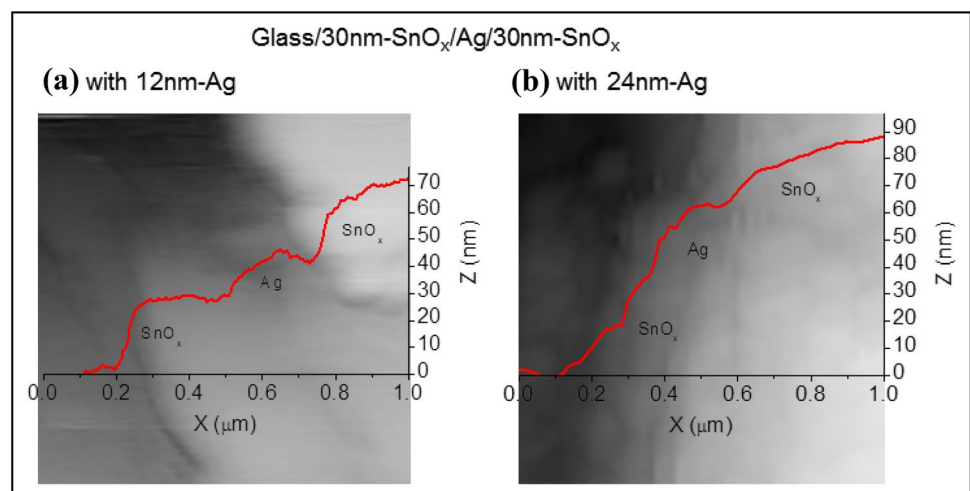 Glass/30nm-SnOₓ/Ag/30nm-SnOₓ
(a) with 12nm-Ag
(b) with 24nm-Ag
70
60
50
40
30
20
10
0
Z (nm)
SnOₓ
Ag
SnOₓ
0.0 0.2 0.4 0.6 0.8 1.0
X (μm)
90
80
70
60
50
40
30
20
10
0
Z (nm)
SnOₓ
Ag
SnOₓ
0.0 0.2 0.4 0.6 0.8 1.0
X (μm)